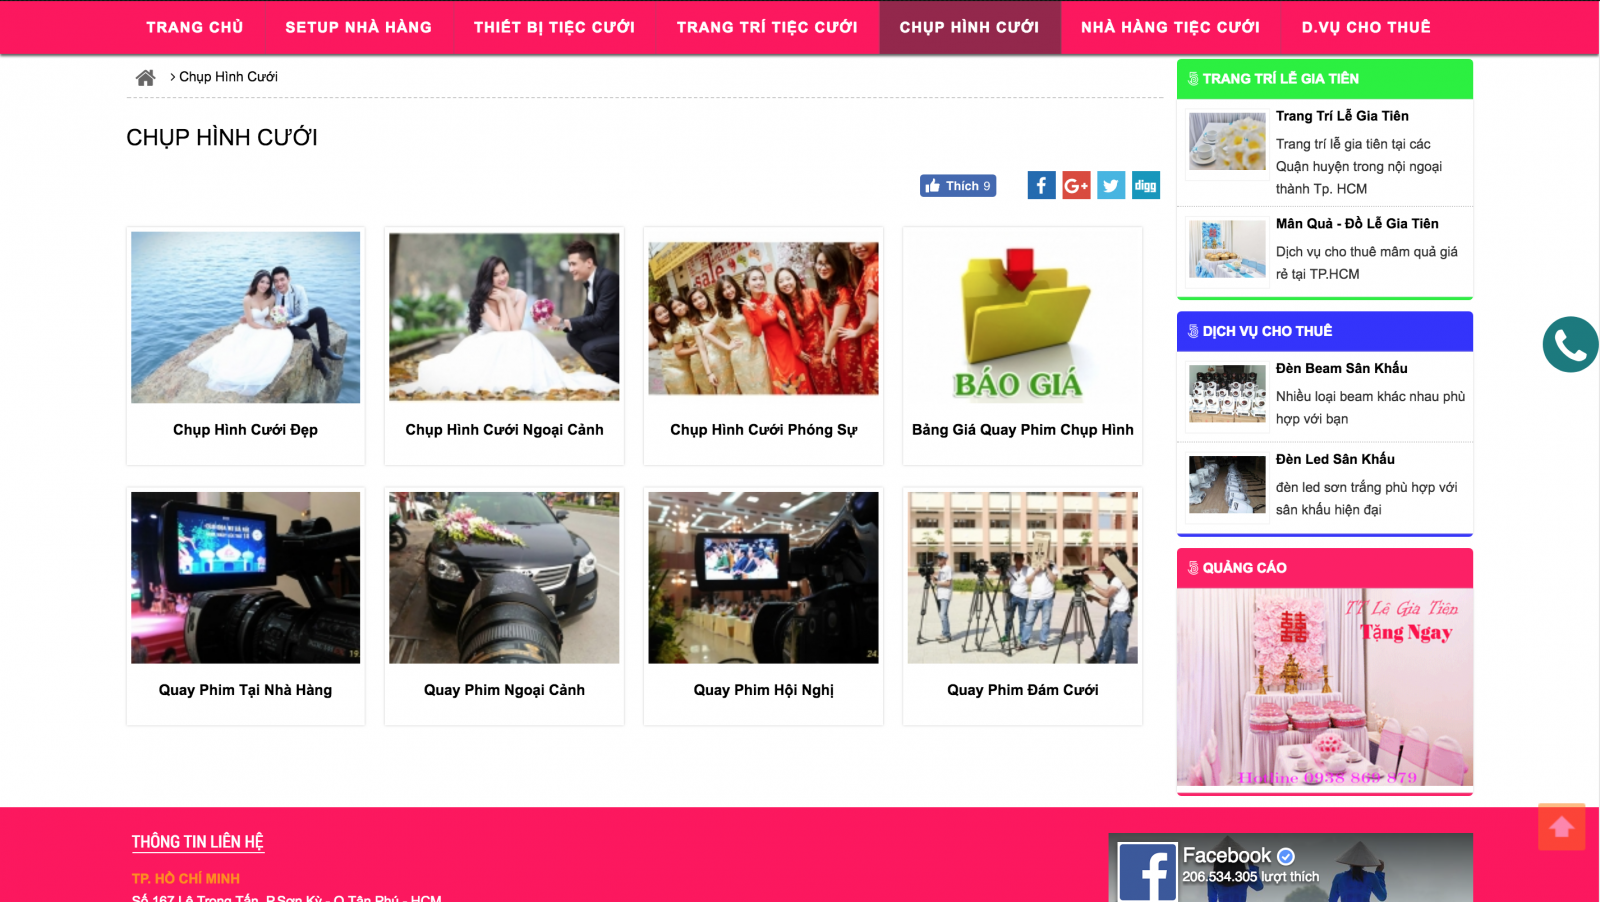 TRANG CHỦ
SETUP NHÀ HÀNG
THIẾT BỊ TIỆC CƯỚI
TRANG TRÍ TIỆC CƯỚI
CHỤP HÌNH CƯỚI
NHÀ HÀNG TIỆC CƯỚI
D.VỤ CHO THUÊ
› Chụp Hình Cưới
CHỤP HÌNH CƯỚI
Thích 9
G+
digg
sale
BÁO GIÁ
Chụp Hình Cưới Đẹp
Chụp Hình Cưới Ngoại Cảnh
Chụp Hình Cưới Phóng Sự
Bảng Giá Quay Phim Chụp Hình
Quay Phim Tại Nhà Hàng
Quay Phim Ngoại Cảnh
Quay Phim Hội Nghị
Quay Phim Đám Cưới
TRANG TRÍ LỄ GIA TIÊN
Trang Trí Lễ Gia Tiên
Trang trí lễ gia tiên tại các
Quận huyện trong nội ngoại
thành Tp. HCM
Mân Quả - Đồ Lễ Gia Tiên
Dịch vụ cho thuê mâm quả giá
rẻ tại TP.HCM
DỊCH VỤ CHO THUÊ
Đèn Beam Sân Khấu
Nhiều loại beam khác nhau phù
hợp với bạn
Đèn Led Sân Khấu
đèn led sơn trắng phù hợp với
sân khấu hiện đại
QUẢNG CÁO
TT Lê Gia Tiên
Tặng Ngay
Hotline 0938 869 879
THÔNG TIN LIÊN HỆ
TP. HỒ CHÍ MINH
Số 167 Lê Trọng Tấn, P.Sơn Kỳ - Q.Tân Phú - HCM
Facebook
206.534.305 lượt thích